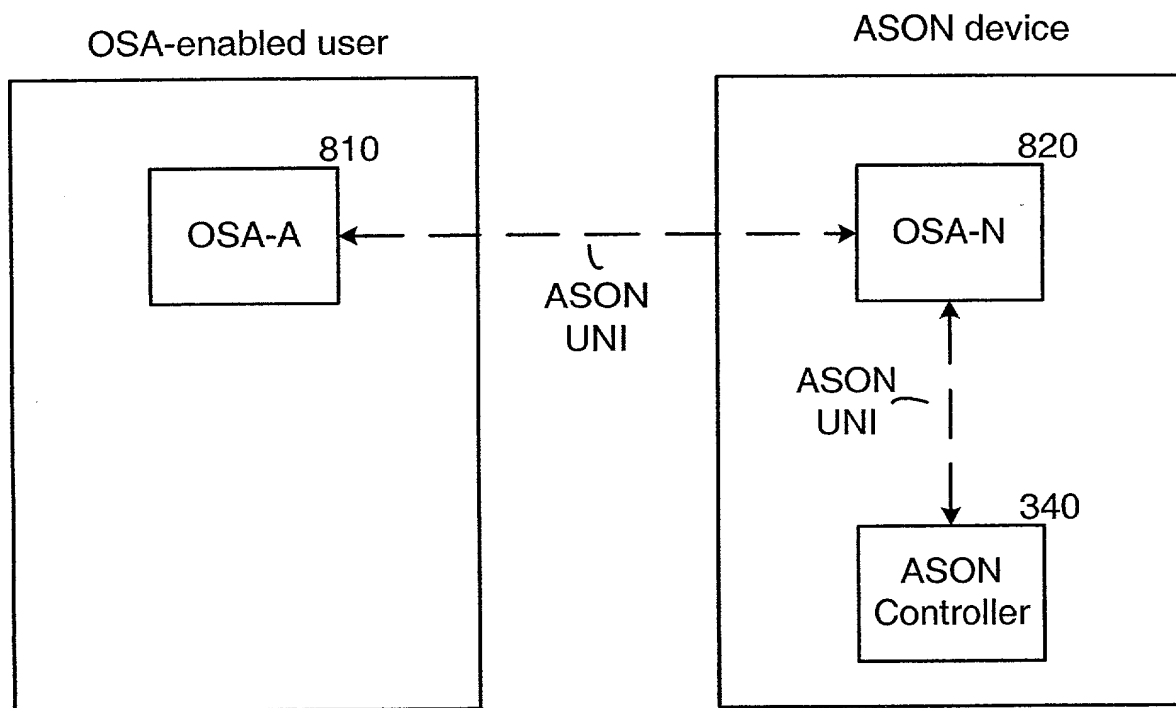 OSA-enabled user
ASON device
810
OSA-A
820
OSA-N
ASON
UNI
ASON
UNI
340
ASON
Controller